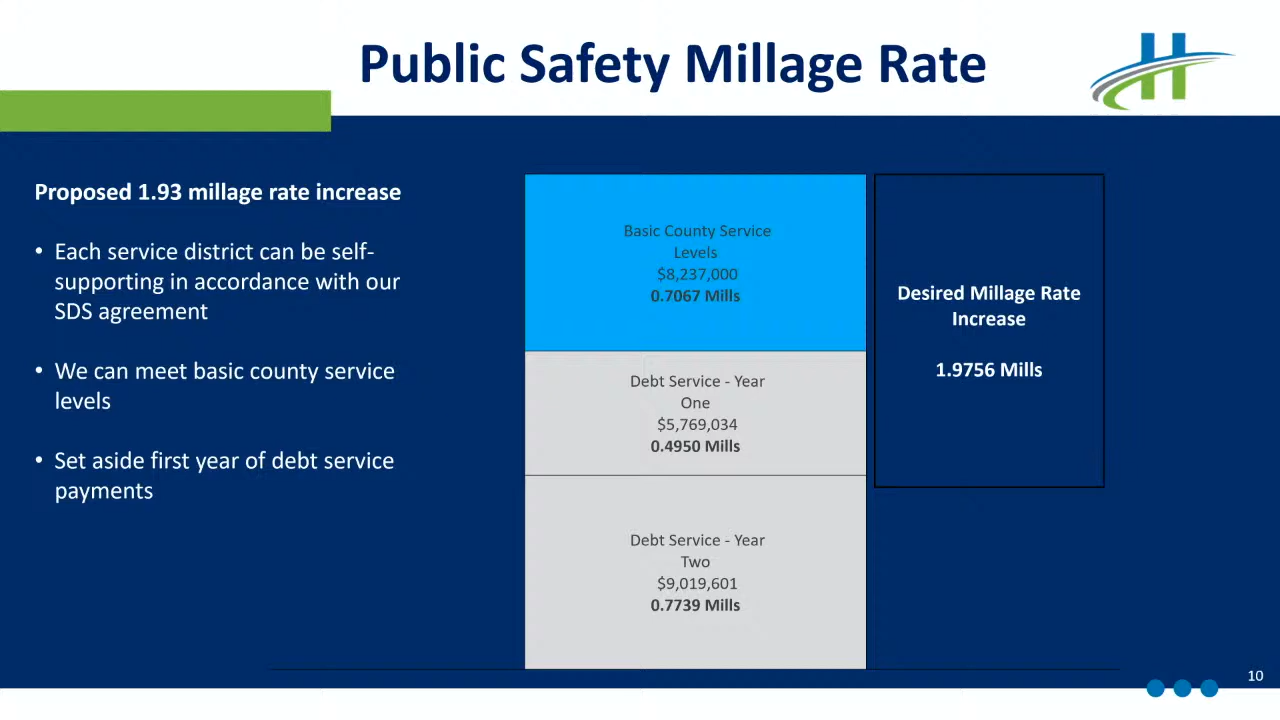 Public Safety Millage Rate
Proposed 1.93 millage rate increase
• Each service district can be self-
supporting in accordance with our
SDS agreement
• We can meet basic county service
levels
• Set aside first year of debt service
payments
Basic County Service
Levels
$8,237,000
0.7067 Mills
Debt Service - Year
One
$5,769,034
0.4950 Mills
Debt Service - Year
Two
$9,019,601
0.7739 Mills
Desired Millage Rate
Increase
1.9756 Mills
10